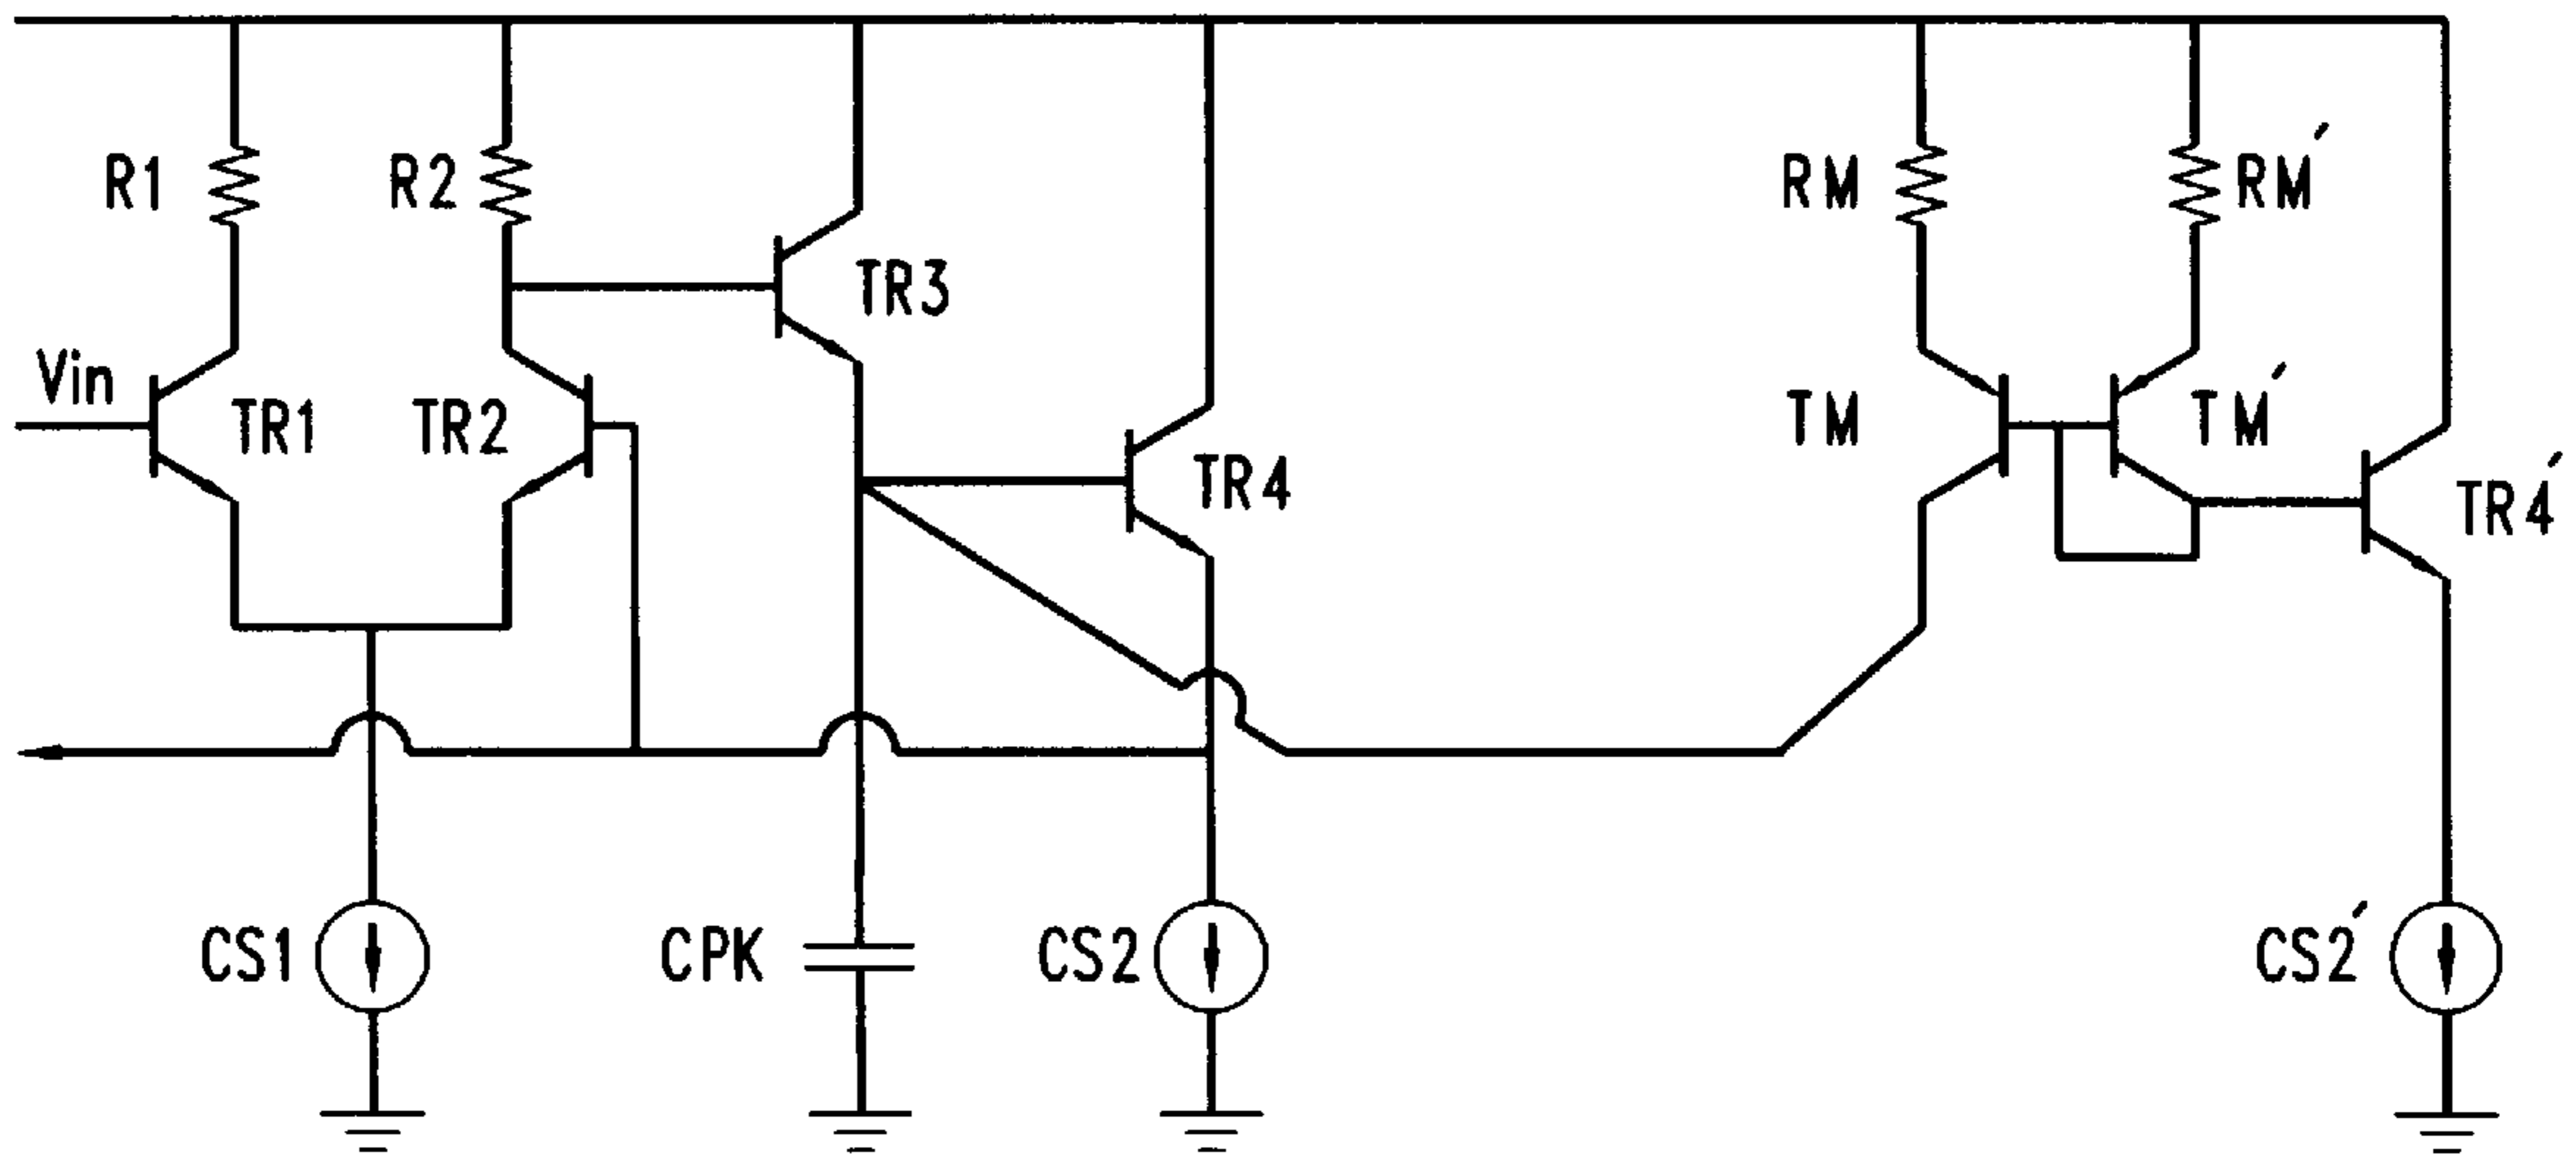 R1
R2
RM
RM′
TR3
Vin
TR1
TR2
TM
TM′
TR4
TR4′
CS1
CPK
CS2
CS2′